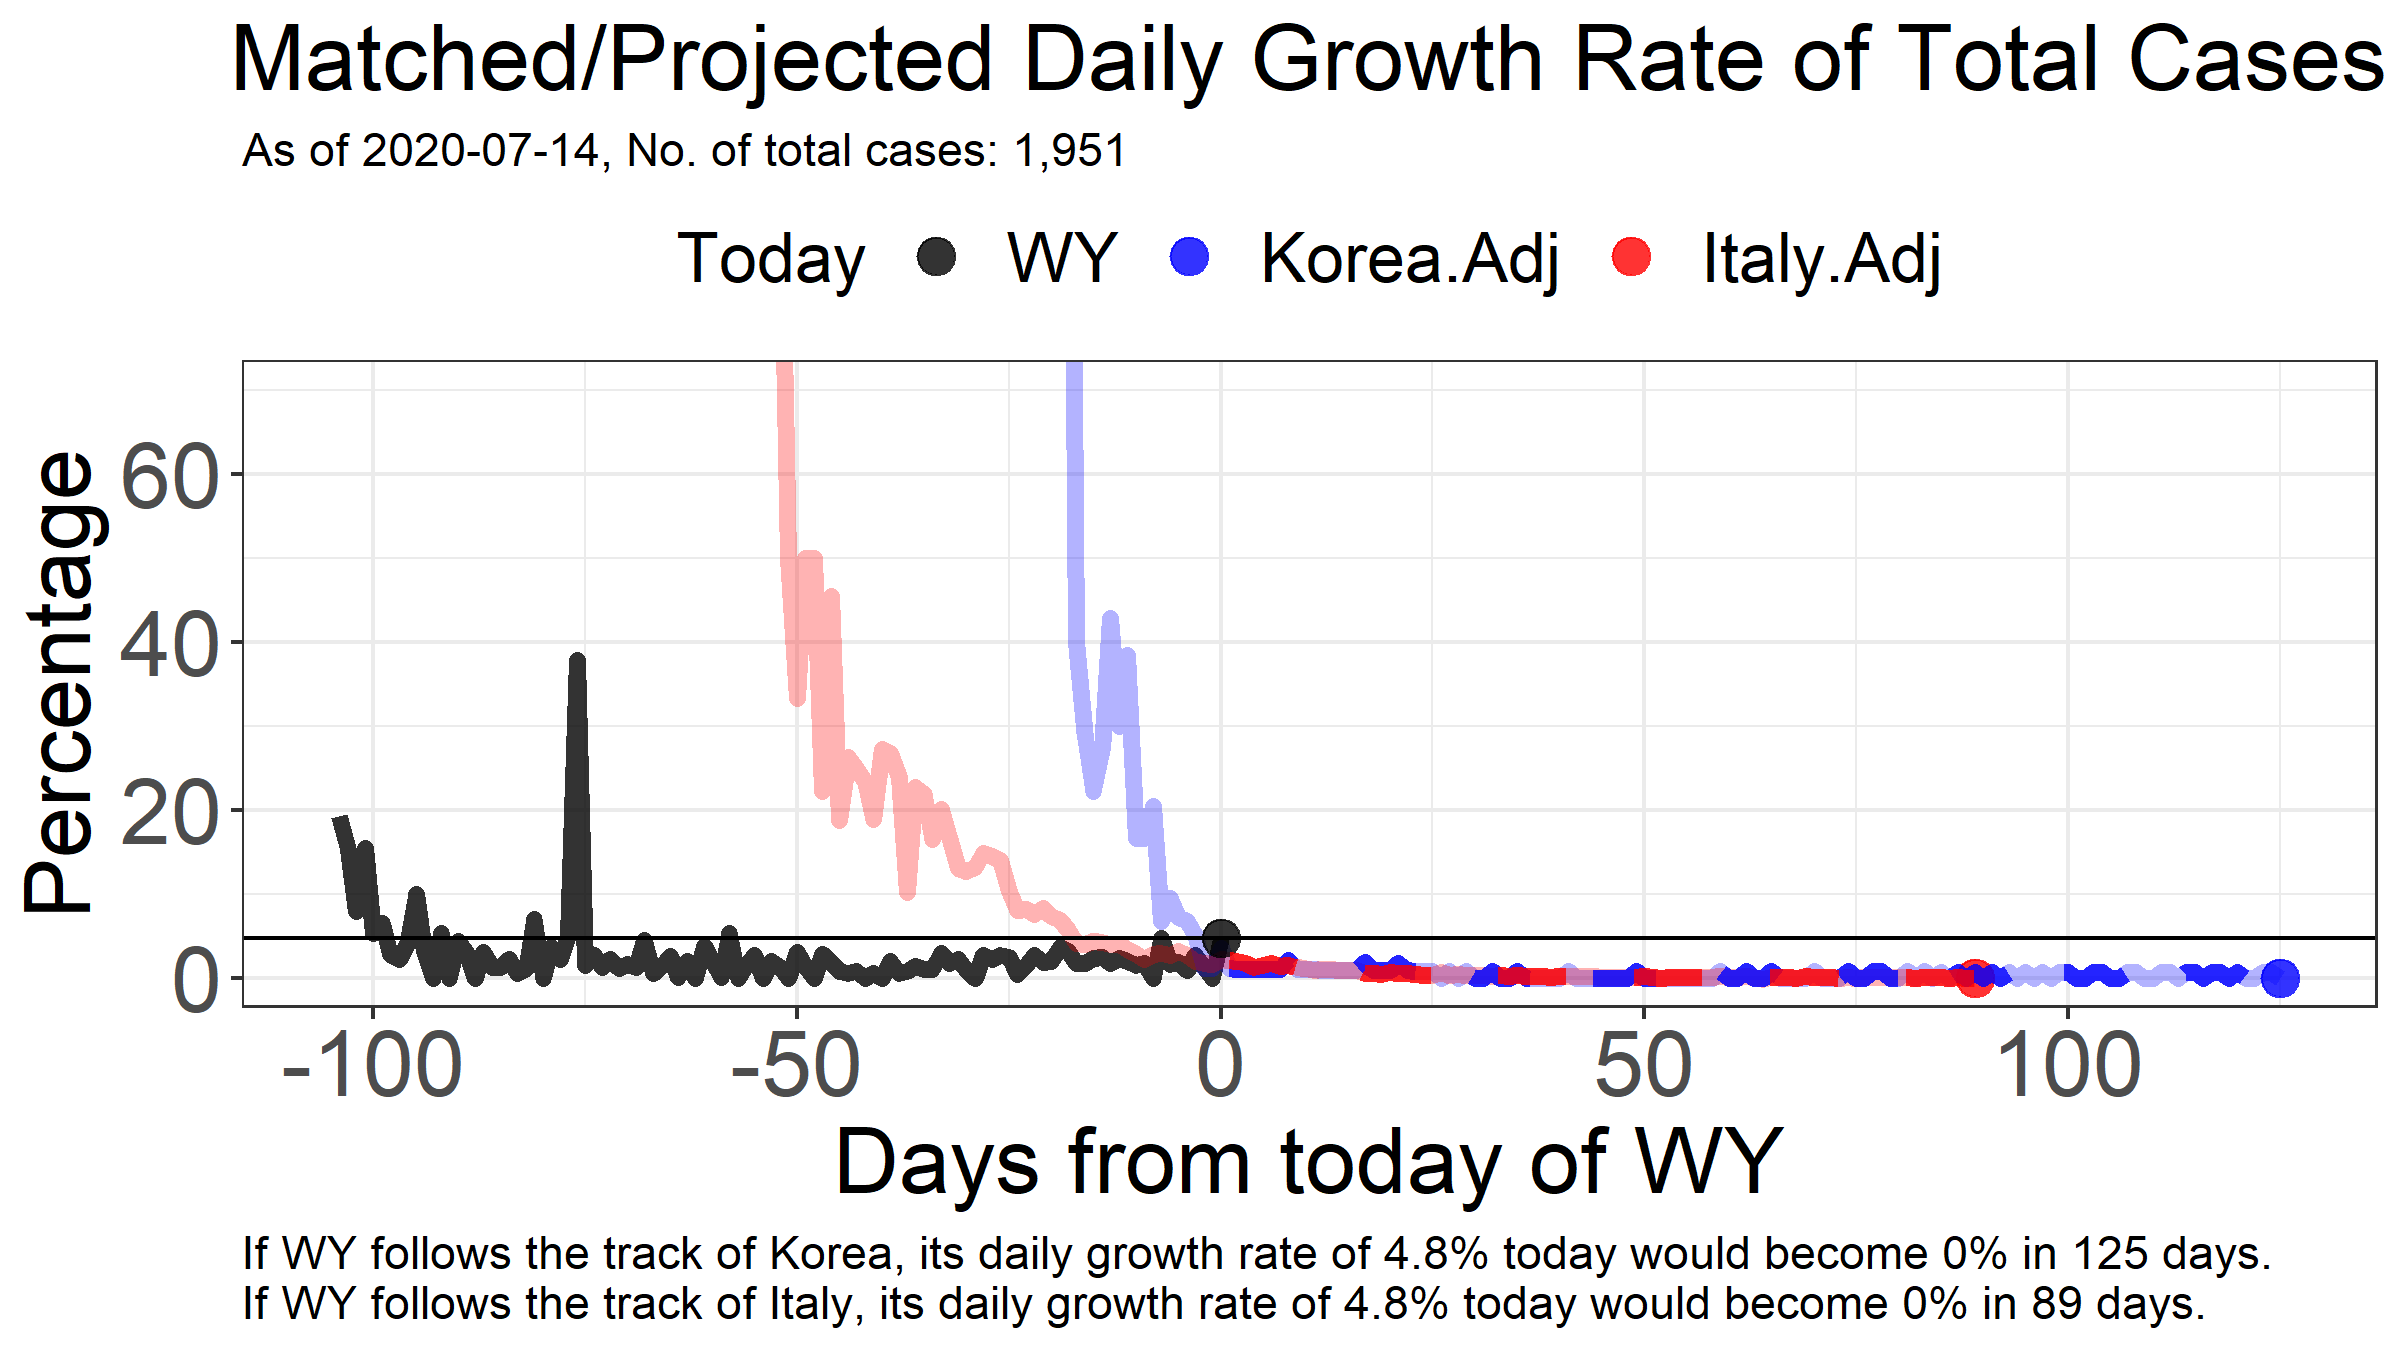 Matched/Projected Daily Growth Rate of Total Cases
As of 2020-07-14, No. of total cases: 1,951
Today WY Korea.Adj Italy.Adj
Percentage
60
40
20
0
-100 -50 0 50 100
Days from today of WY
If WY follows the track of Korea, its daily growth rate of 4.8% today would become 0% in 125 days.
If WY follows the track of Italy, its daily growth rate of 4.8% today would become 0% in 89 days.